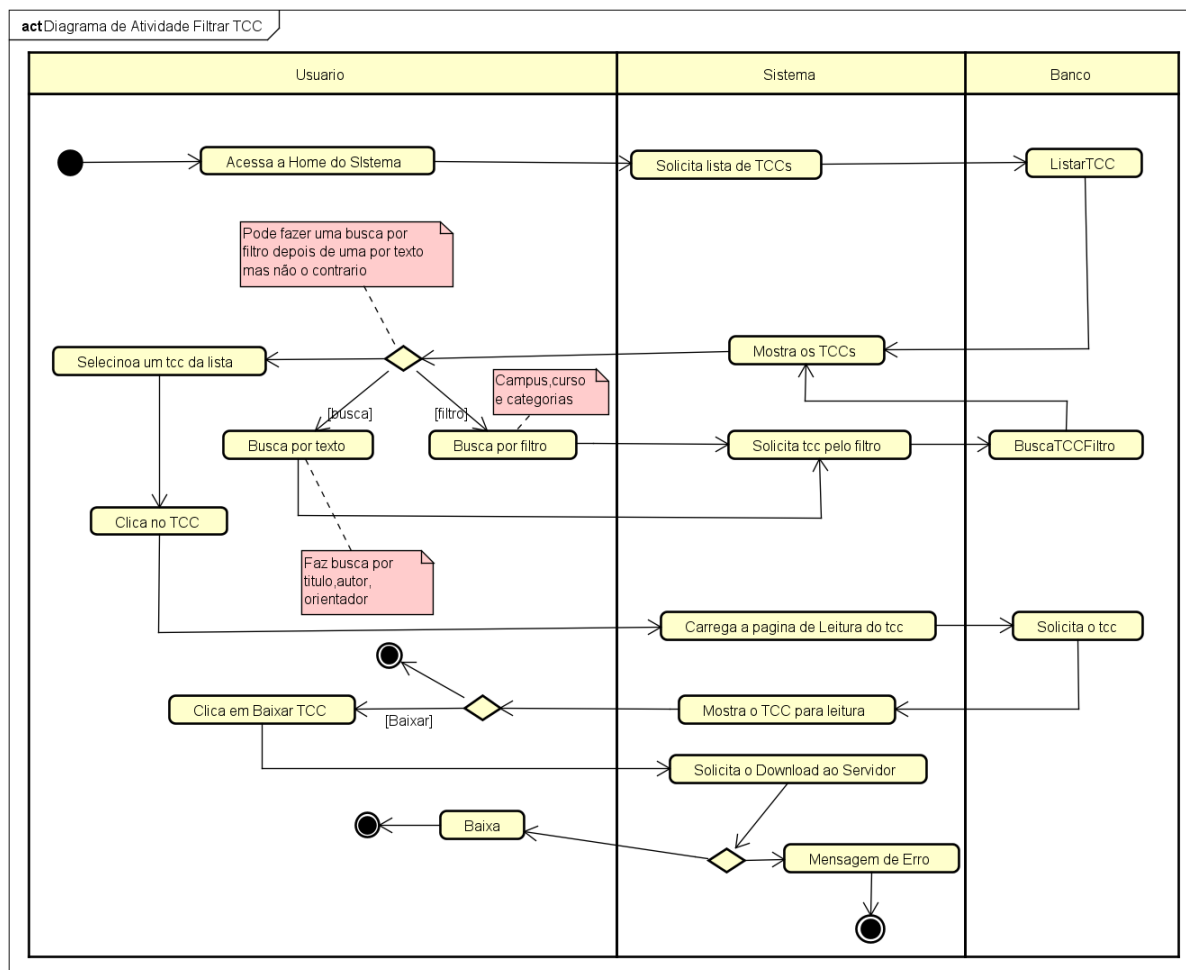 act Diagrama de Atividade Filtrar TCC
Usuario
Sistema
Banco
Acessa a Home do SIstema
Solicita lista de TCCs
ListarTCC
Pode fazer uma busca por
filtro depois de uma por texto
mas não o contrario
Selecinoa um tcc da lista
Mostra os TCCs
Campus,curso
e categorias
[busca]
[filtro]
Busca por texto
Busca por filtro
Solicita tcc pelo filtro
BuscaTCCFiltro
Clica no TCC
Faz busca por
titulo,autor,
orientador
Carrega a pagina de Leitura do tcc
Solicita o tcc
Clica em Baixar TCC
[Baixar]
Mostra o TCC para leitura
Solicita o Download ao Servidor
Baixa
Mensagem de Erro